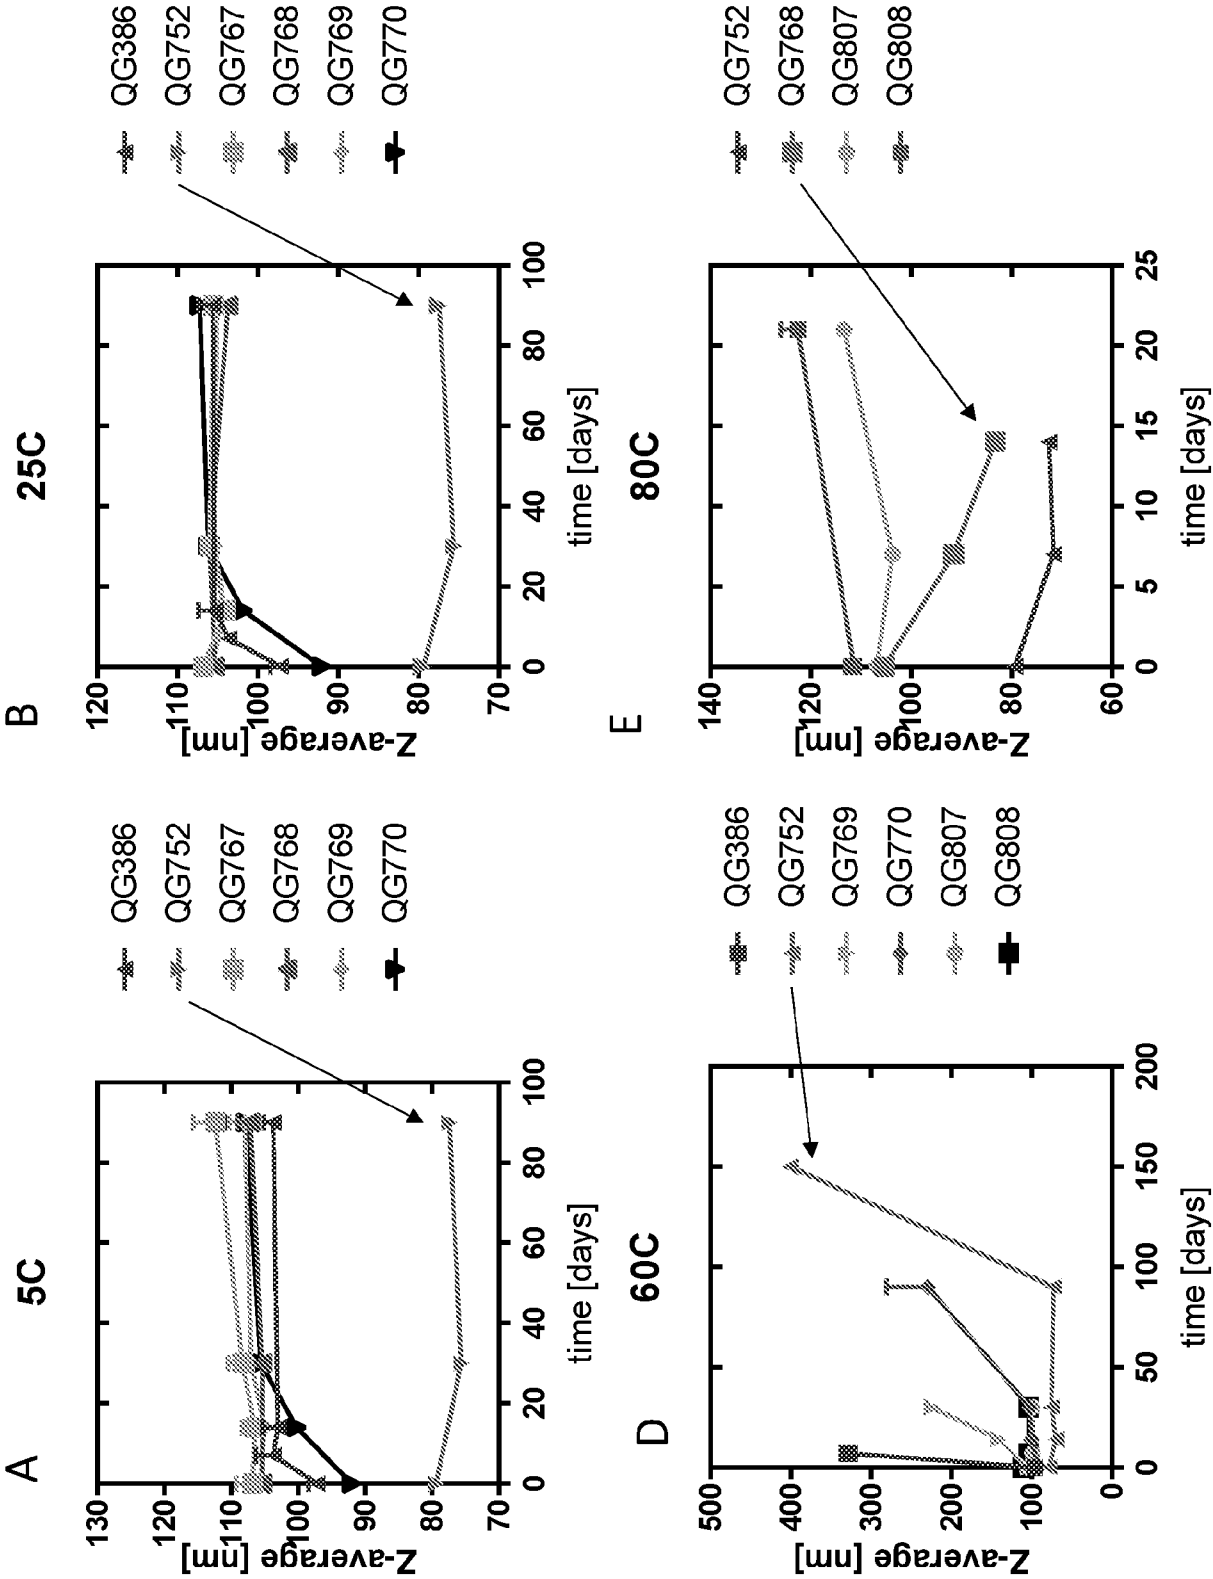 A
5C
Z-average [nm]
130
120
110
100
90
80
70
0
20
40
60
80
100
time [days]
QG386
QG752
QG767
QG768
QG769
QG770
B
25C
Z-average [nm]
120
110
100
90
80
70
0
20
40
60
80
100
time [days]
QG386
QG752
QG767
QG768
QG769
QG770
D
60C
Z-average [nm]
500
400
300
200
100
0
0
50
100
150
200
time [days]
QG386
QG752
QG769
QG770
QG807
QG808
E
80C
Z-average [nm]
140
120
100
80
60
0
5
10
15
20
25
time [days]
QG752
QG768
QG807
QG808